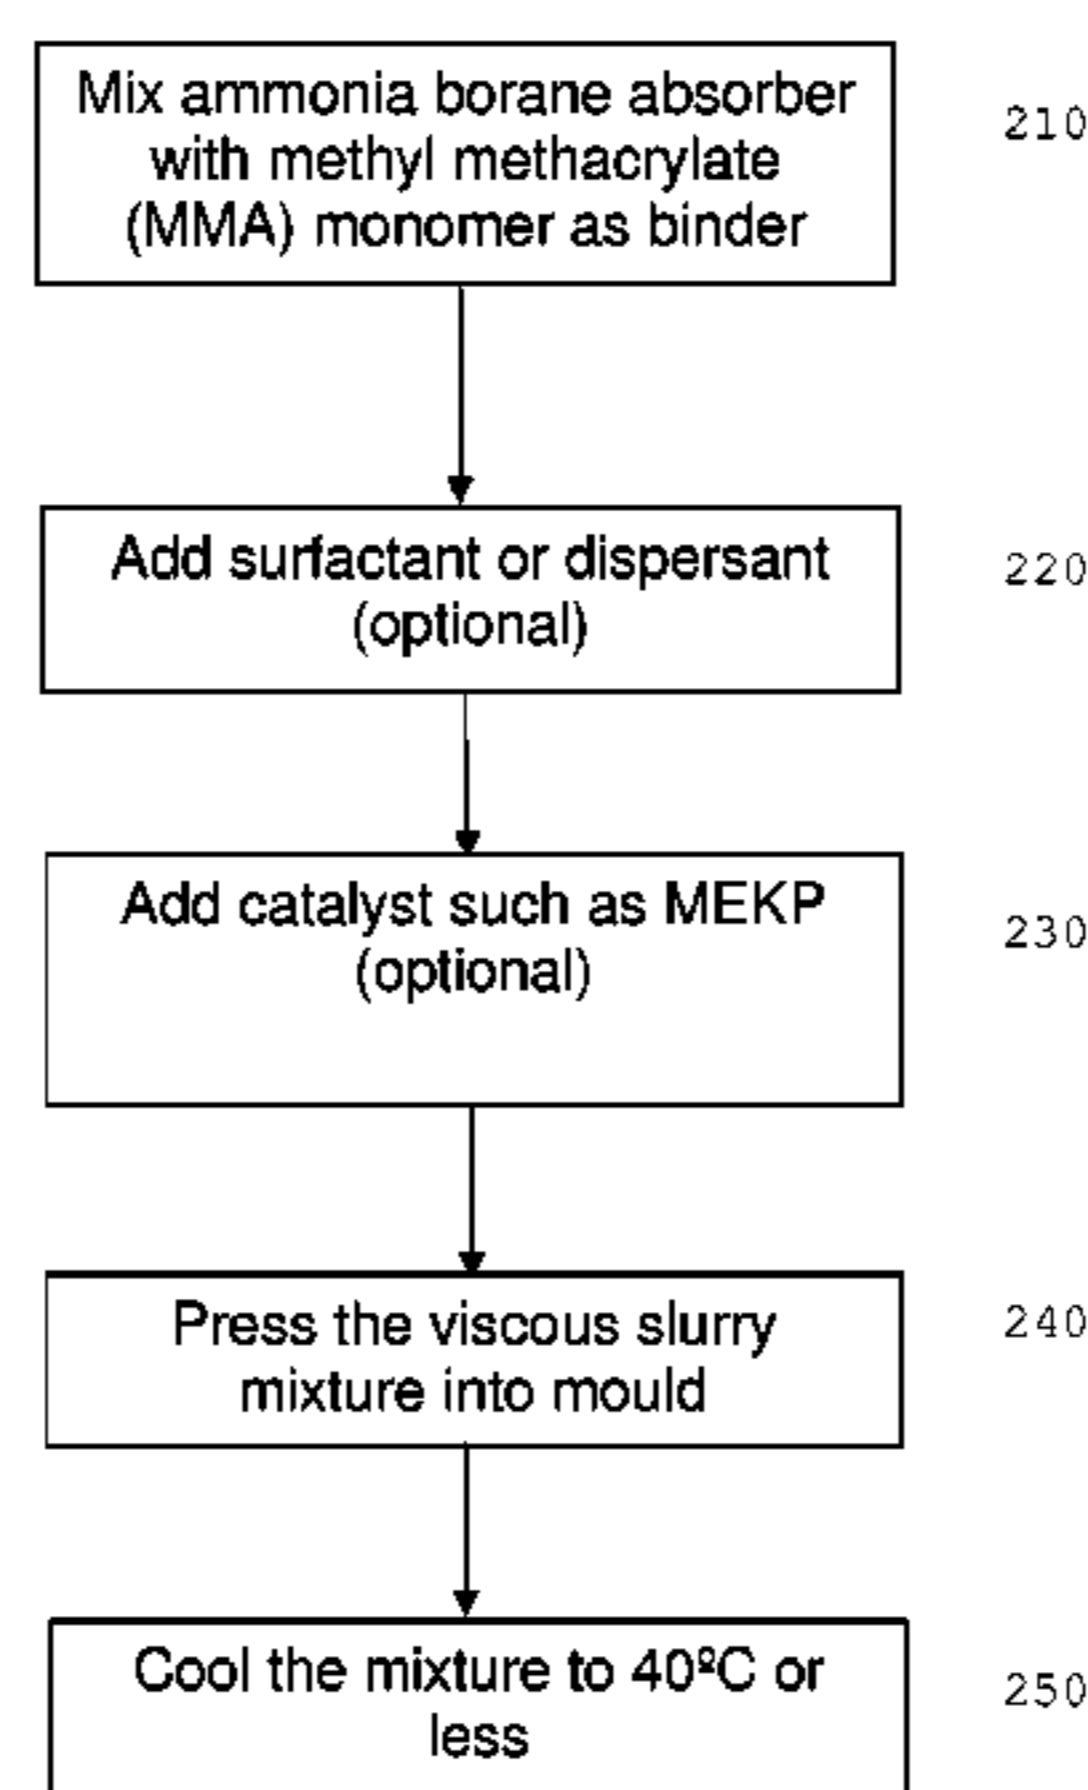 Mix ammonia borane absorber
with methyl methacrylate
(MMA) monomer as binder
210
Add surfactant or dispersant
(optional)
220
Add catalyst such as MEKP
(optional)
230
Press the viscous slurry
mixture into mould
240
Cool the mixture to 40ºC or
less
250